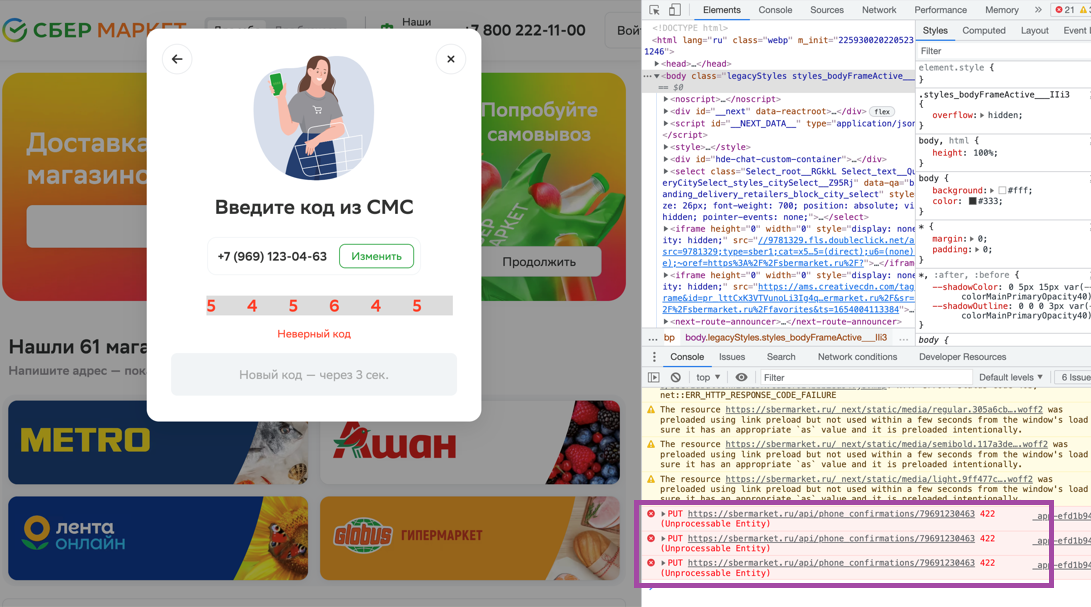 СБЕР МАРКЕТ
Наши
800 222-11-00
Доставка
Попробуйте
самовывоз
Введите код из СМС
+7 (969) 123-04-63
Изменить
Продолжить
5 4 5 6 4 5
Неверный код
Новый код — через 3 сек.
Нашли 61 мага
Напишите адрес — пок
METRO
Ашан
лента
онлайн
globus
ГИПЕРМАРКЕТ
Elements Console Sources Network Performance Memory » 21
<!DOCTYPE html>
<html lang="ru" class="webp" m_init="225930020220523
1246">
▶<head>…</head>
…▼<body class="legacyStyles styles_bodyFrameActive___
== $0
▶<noscript>…</noscript>
▶<div id="__next" data-reactroot>…</div> flex
▶<script id="__NEXT_DATA__" type="application/json
</script>
▶<style>…</style>
▶<div id="hde-chat-custom-container">…</div>
▶<select class="Select_root__RGkkL Select_text__Qu
eryCitySelect_styles_citySelect__Z95Rj" data-qa="b
anding_delivery_retailers_block_city_select" style
ze: 26px; font-weight: 700; position: absolute; vi
hidden; pointer-events: none;">…</select>
▶<iframe height="0" width="0" style="display: none
ity: hidden;" src="//9781329.fls.doubleclick.net/a
src=9781329;type=sber1;cat=x5…5=(direct);u6=(none)
e);~oref=https%3A%2F%2Fsbermarket.ru%2F?">…</iframe>
▶<iframe height="0" width="0" style="display: none
ity: hidden;" src="https://ams.creativecdn.com/tag
frame&id=pr_lttCxK3VTVunoLi3Ig4q…ermarket.ru%2F&sr=
%2F%2Fsbermarket.ru%2Ffavorites&ts=1654004113384">…
▶<next-route-announcer>…</next-route-announcer>
… bp body.legacyStyles.styles_bodyFrameActive___IIi3 …
Styles Computed Layout Event
Filter
element.style {
}
.styles_bodyFrameActive___IIi3
{
overflow:▶ hidden;
}
body, html {
height: 100%;
}
body {
background:▶ #fff;
color: #333;
}
* {
margin:▶ 0;
padding:▶ 0;
}
*, :after, :before {
--shadowColor: 0 5px 15px var(--
colorMainPrimaryOpacity40)
--shadowOutline: 0 0 0 3px var(-
colorMainPrimaryOpacity40)
}
body {
Console Issues Search Network conditions Developer Resources
top ▼ Filter Default levels ▼ 6 Issue
net::ERR_HTTP_RESPONSE_CODE_FAILURE
The resource https://sbermarket.ru/_next/static/media/regular.305a6cb….woff2 was
preloaded using link preload but not used within a few seconds from the window's load
sure it has an appropriate `as` value and it is preloaded intentionally.
The resource https://sbermarket.ru/_next/static/media/semibold.117a3de….woff2 was
preloaded using link preload but not used within a few seconds from the window's load
sure it has an appropriate `as` value and it is preloaded intentionally.
The resource https://sbermarket.ru/_next/static/media/light.9ff477c….woff2 was
preloaded using link preload but not used within a few seconds from the window's load
sure it has an appropriate `as` value and it is preloaded intentionally.
▶PUT https://sbermarket.ru/api/phone_confirmations/79691230463 422 _app-efd1b94
(Unprocessable Entity)
▶PUT https://sbermarket.ru/api/phone_confirmations/79691230463 422 _app-efd1b94
(Unprocessable Entity)
▶PUT https://sbermarket.ru/api/phone_confirmations/79691230463 422 _app-efd1b94
(Unprocessable Entity)